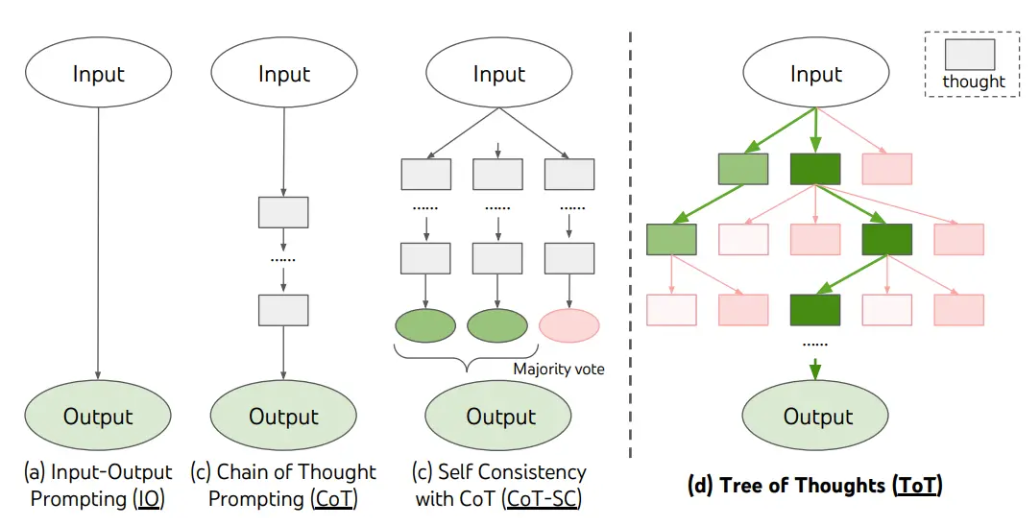 Input
Input
Input
Input
thought
......
......
......
......
......
Majority vote
Output
Output
Output
Output
(a) Input-Output
Prompting (IO)
(c) Chain of Thought
Prompting (CoT)
(c) Self Consistency
with CoT (CoT-SC)
(d) Tree of Thoughts (ToT)